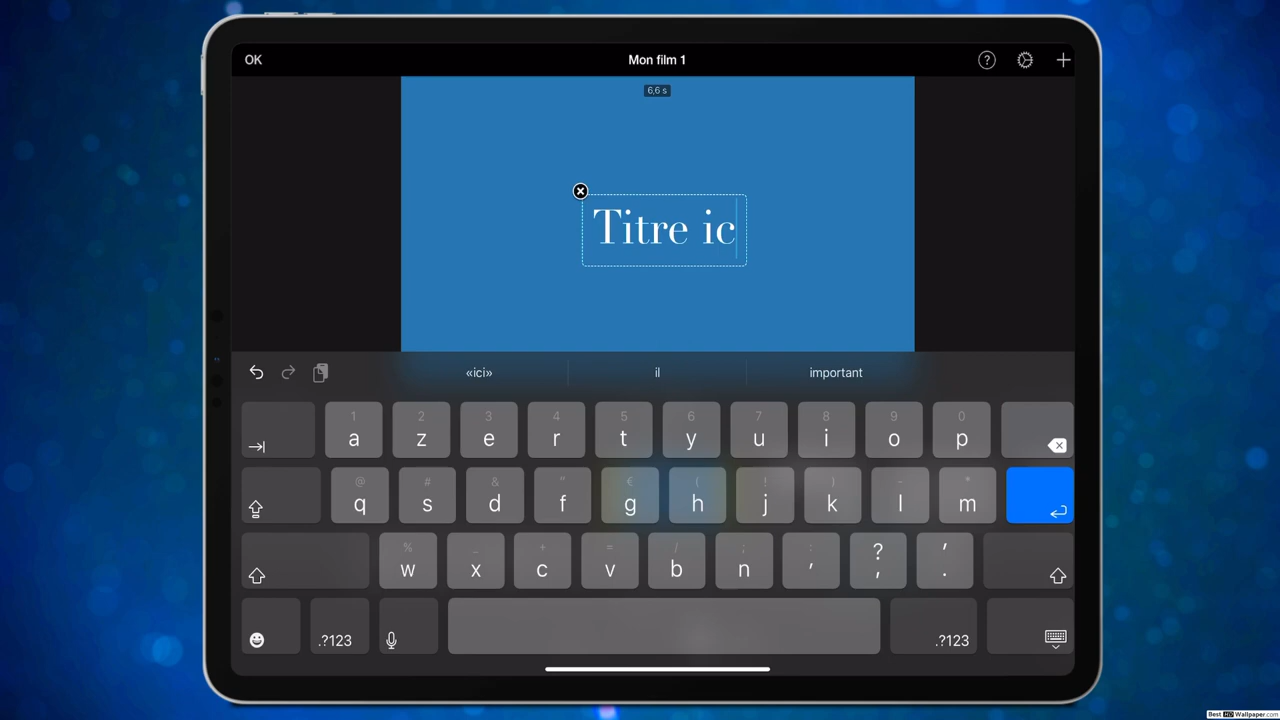 OK
Mon film 1
?
6,6 s
Titre ic
«ici»
il
important
1 2 3 4 5 6 7 8 9 0
a z e r t y u i o p
@ # & " € ( ! ) - *
q s d f g h j k l m
% _ + = / ; : ? '
w x c v b n ' , .
.?123
.?123
Best HD Wallpaper.com